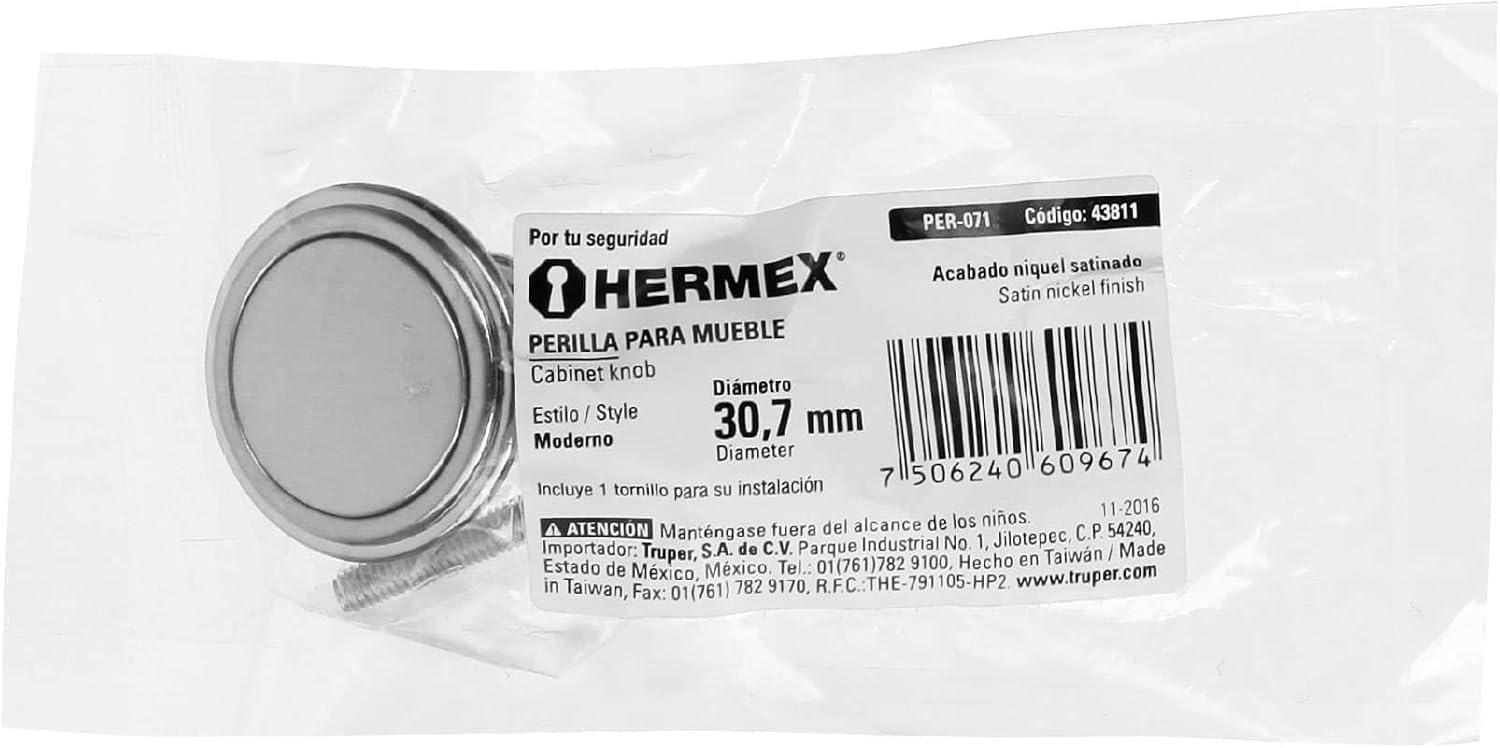 Por tu seguridad
HERMEX®
PERILLA PARA MUEBLE
Cabinet knob
Estilo / Style
Moderno
Diámetro
30,7 mm
Diameter
Incluye 1 tornillo para su instalación
PER-071 Código: 43811
Acabado niquel satinado
Satin nickel finish
7 506240 609674
11-2016
ATENCIÓN Manténgase fuera del alcance de los niños.
Importador: Truper, S.A. de C.V. Parque Industrial No. 1, Jilotepec, C.P. 54240,
Estado de México, México. Tel.: 01(761)782 9100, Hecho en Taiwán / Made
in Taiwan, Fax: 01(761) 782 9170, R.F.C.:THE-791105-HP2. www.truper.com